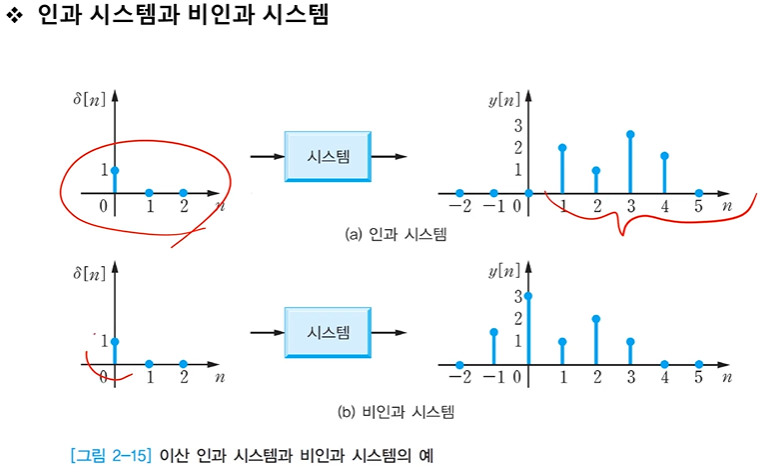 ❖ 인과 시스템과 비인과 시스템
δ[n]
1
0 1 2 n
시스템
y[n]
3
2
1
−2 −1 0 1 2 3 4 5 n
(a) 인과 시스템
δ[n]
1
0 1 2 n
시스템
y[n]
3
2
1
−2 −1 0 1 2 3 4 5 n
(b) 비인과 시스템
[그림 2−15] 이산 인과 시스템과 비인과 시스템의 예